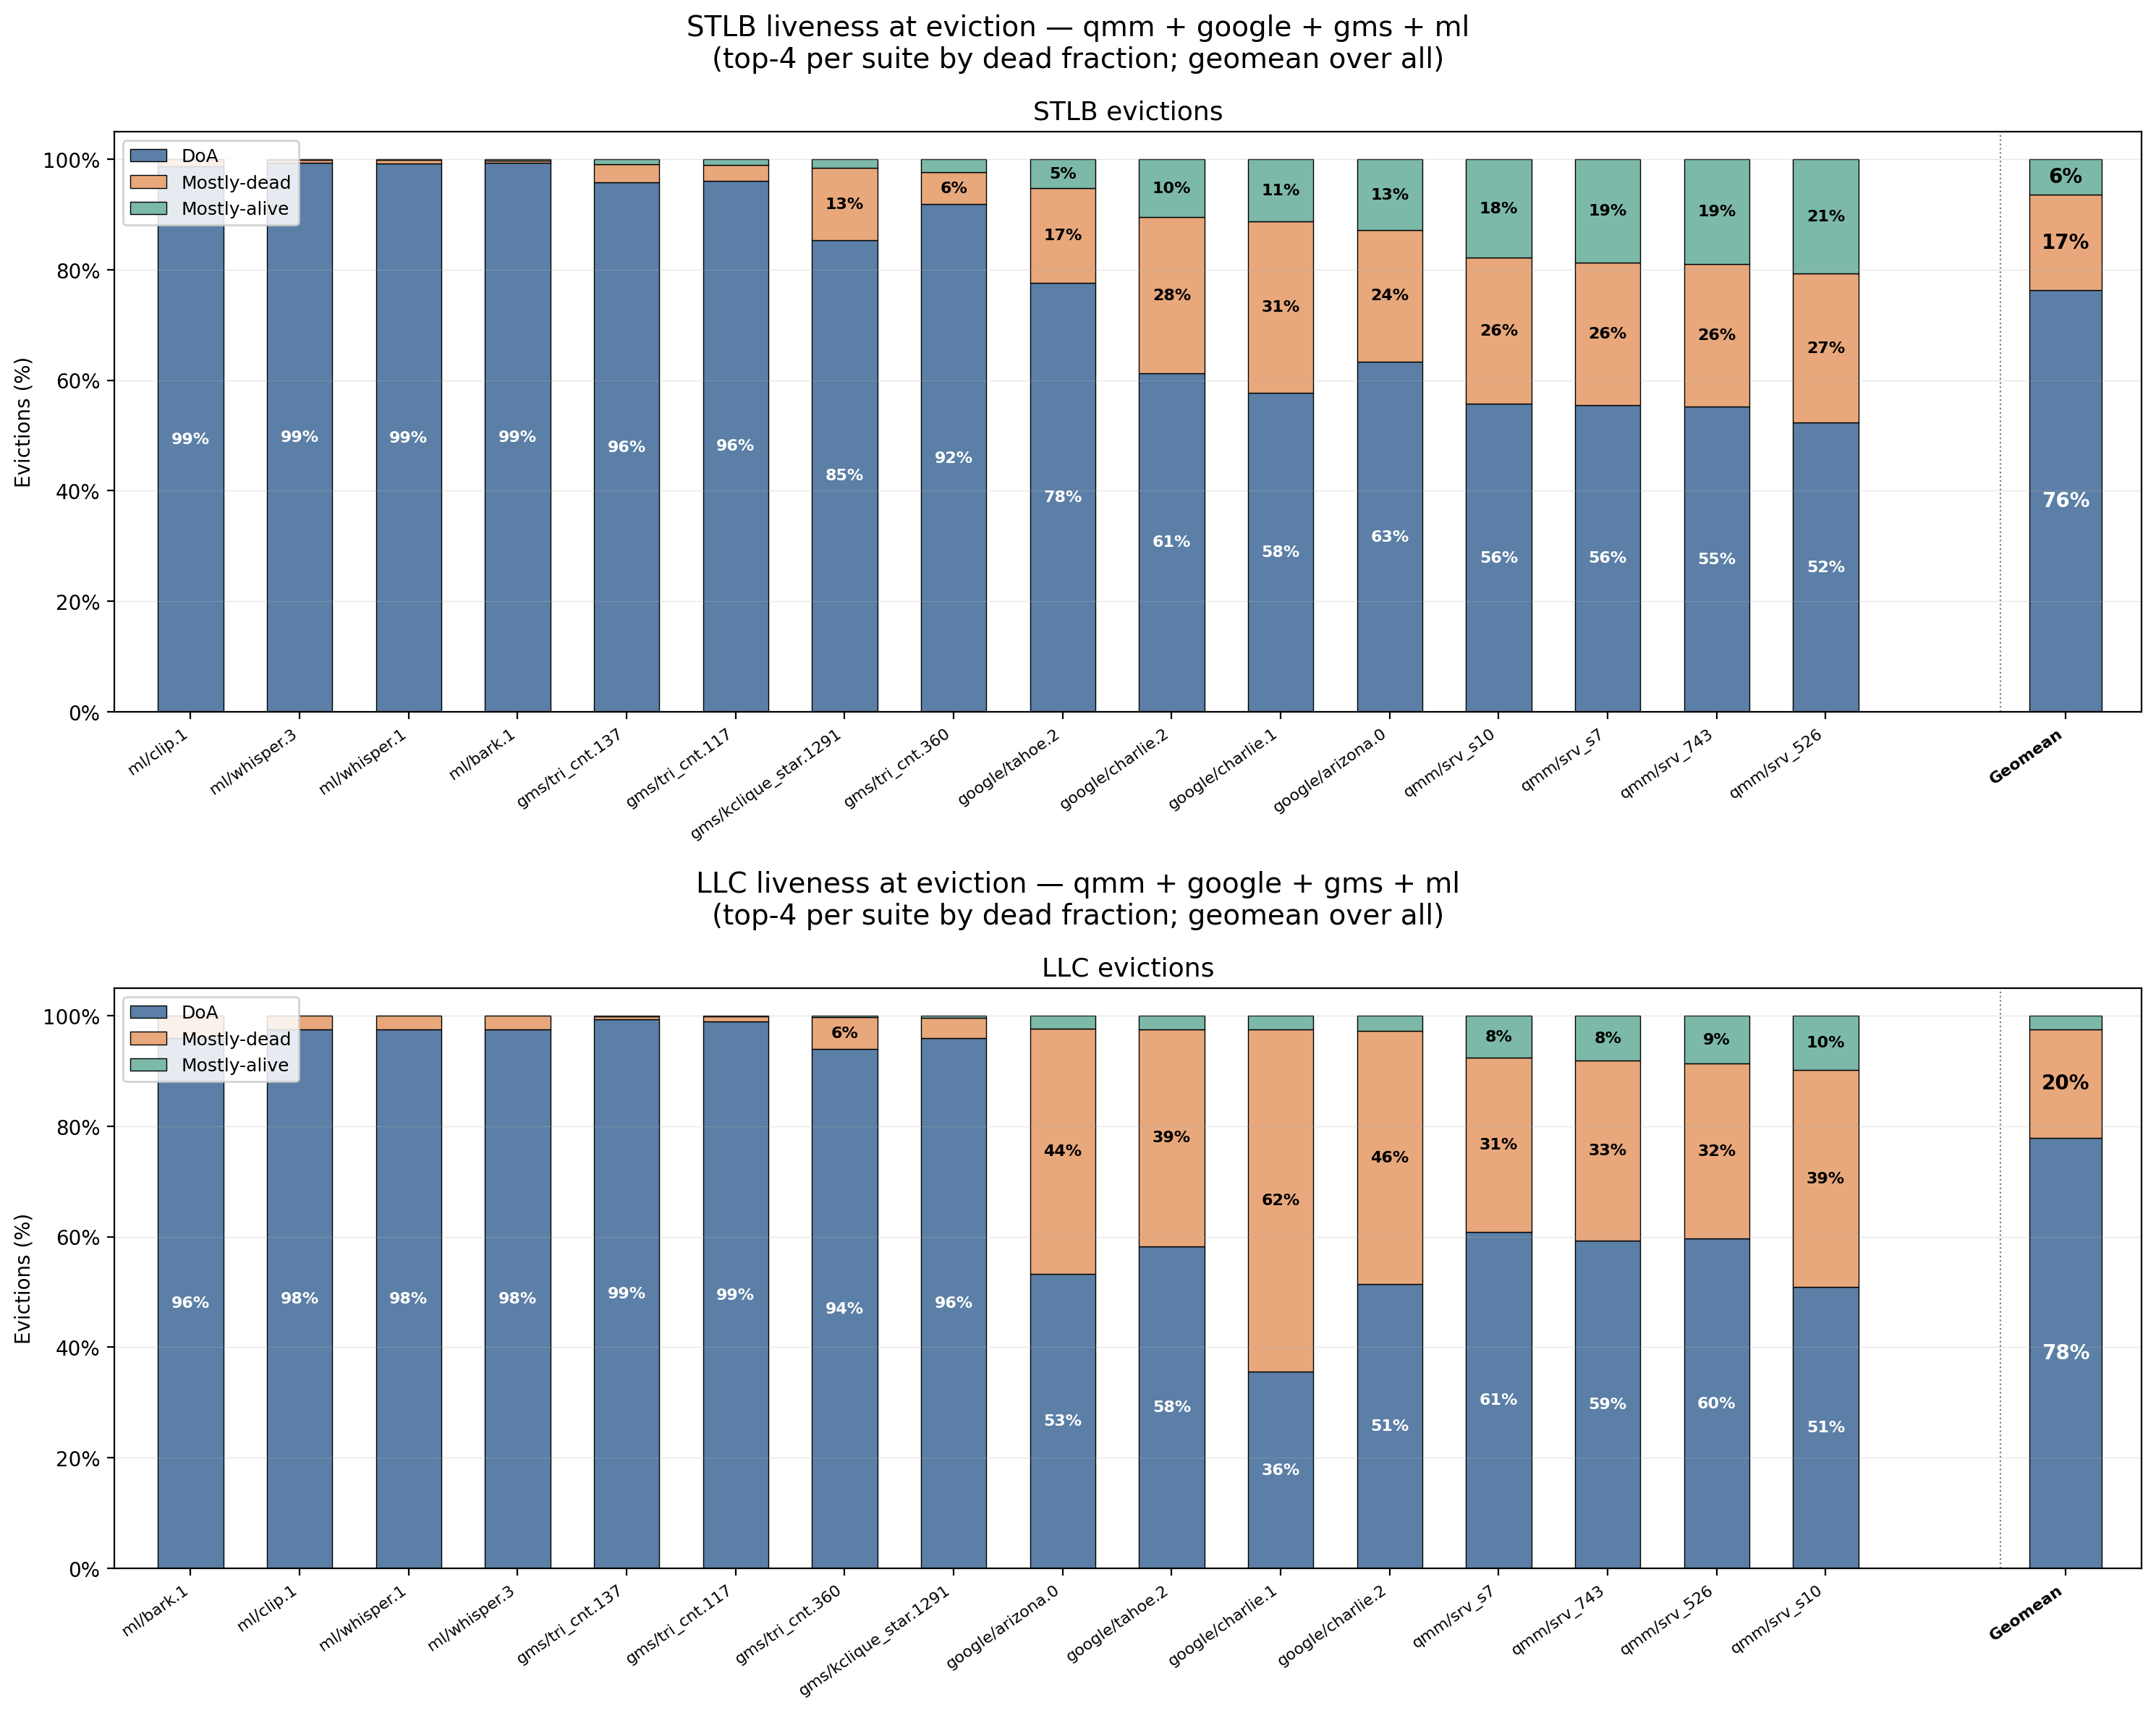 STLB liveness at eviction — qmm + google + gms + ml
(top-4 per suite by dead fraction; geomean over all)
STLB evictions
DoA
Mostly-dead
Mostly-alive
Evictions (%)
100%
80%
60%
40%
20%
0%
99%
99%
99%
99%
96%
96%
13%
85%
6%
92%
5%
17%
78%
10%
28%
61%
11%
31%
58%
13%
24%
63%
18%
26%
56%
19%
26%
56%
19%
26%
55%
21%
27%
52%
6%
17%
76%
ml/clip.1
ml/whisper.3
ml/whisper.1
ml/bark.1
gms/tri_cnt.137
gms/tri_cnt.117
gms/kclique_star.1291
gms/tri_cnt.360
google/tahoe.2
google/charlie.2
google/charlie.1
google/arizona.0
qmm/srv_s10
qmm/srv_s7
qmm/srv_743
qmm/srv_526
Geomean
LLC liveness at eviction — qmm + google + gms + ml
(top-4 per suite by dead fraction; geomean over all)
LLC evictions
DoA
Mostly-dead
Mostly-alive
Evictions (%)
100%
80%
60%
40%
20%
0%
96%
98%
98%
98%
99%
99%
6%
94%
96%
44%
53%
39%
58%
62%
36%
46%
51%
8%
31%
61%
8%
33%
59%
9%
32%
60%
10%
39%
51%
20%
78%
ml/bark.1
ml/clip.1
ml/whisper.1
ml/whisper.3
gms/tri_cnt.137
gms/tri_cnt.117
gms/tri_cnt.360
gms/kclique_star.1291
google/arizona.0
google/tahoe.2
google/charlie.1
google/charlie.2
qmm/srv_s7
qmm/srv_743
qmm/srv_526
qmm/srv_s10
Geomean